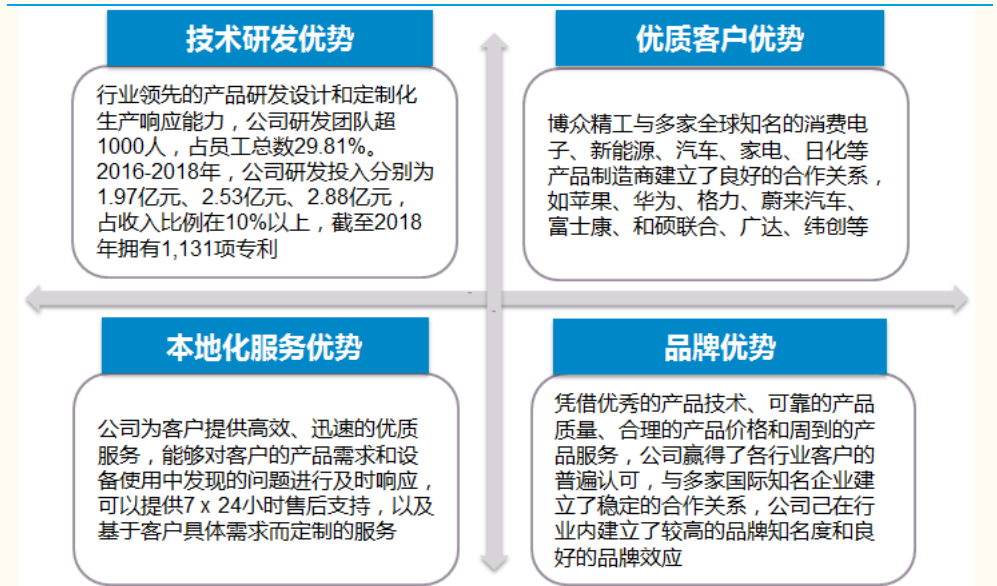 技术研发优势
行业领先的产品研发设计和定制化
生产响应能力，公司研发团队超
1000人，占员工总数29.81%。
2016-2018年，公司研发投入分别为
1.97亿元、2.53亿元、2.88亿元，
占收入比例在10%以上，截至2018
年拥有1,131项专利
优质客户优势
博众精工与多家全球知名的消费电
子、新能源、汽车、家电、日化等
产品制造商建立了良好的合作关系，
如苹果、华为、格力、蔚来汽车、
富士康、和硕联合、广达、纬创等
本地化服务优势
公司为客户提供高效、迅速的优质
服务，能够对客户的产品需求和设
备使用中发现的问题进行及时响应，
可以提供7 x 24小时售后支持，以及
基于客户具体需求而定制的服务
品牌优势
凭借优秀的产品技术、可靠的产品
质量、合理的产品价格和周到的产
品服务，公司赢得了各行业客户的
普遍认可，与多家国际知名企业建
立了稳定的合作关系，公司己在行
业内建立了较高的品牌知名度和良
好的品牌效应